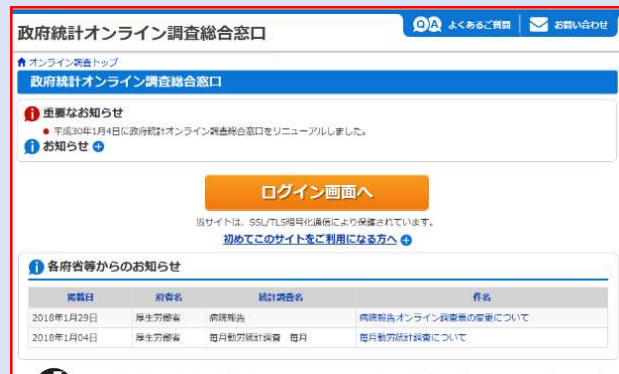 政府統計オンライン調査総合窓口
よくあるご質問
お問い合わせ
オンライン調査トップ
政府統計オンライン調査総合窓口
重要なお知らせ
平成30年1月4日に政府統計オンライン調査総合窓口をリニューアルしました。
お知らせ
ログイン画面へ
当サイトは、SSL/TLS暗号化通信により保護されています。
初めてこのサイトをご利用になる方へ
各府省等からのお知らせ
掲載日 府省名 統計調査名 件名
2018年1月29日 厚生労働省 病院報告 病院報告オンライン調査票の変更について
2018年1月04日 厚生労働省 毎月勤労統計調査 毎月 毎月勤労統計調査について